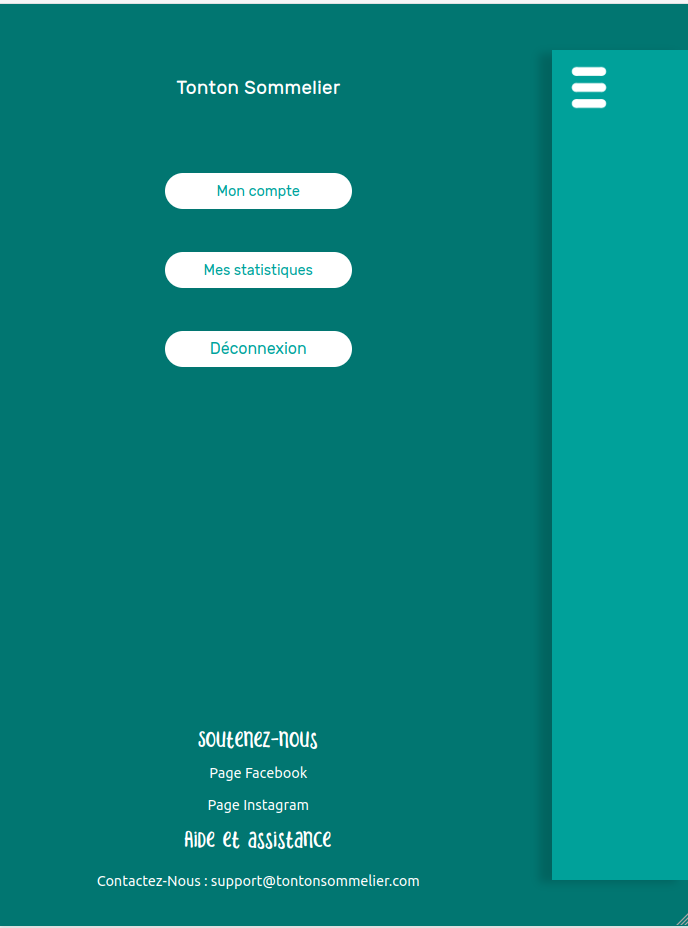 Tonton Sommelier
Mon compte
Mes statistiques
Déconnexion
Soutenez-nous
Page Facebook
Page Instagram
Aide et assistance
Contactez-Nous : support@tontonsommelier.com